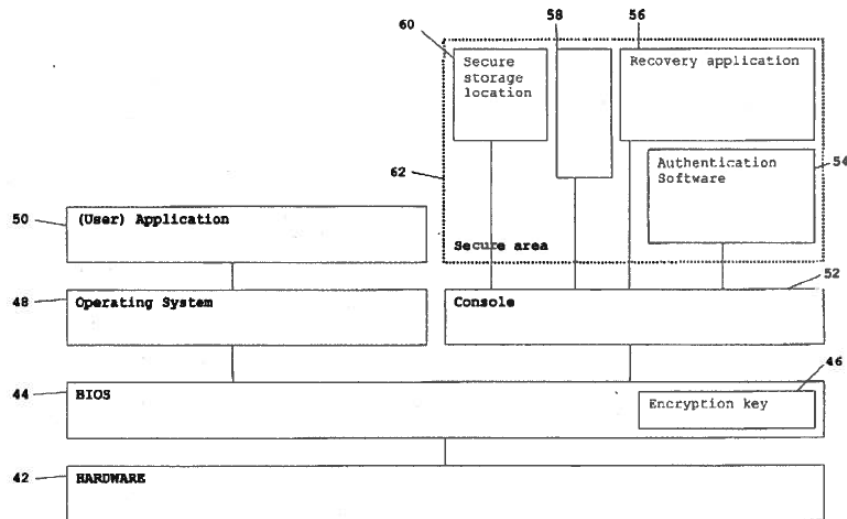 60
58
56
Secure
storage
location
Recovery application
62
Authentication
Software
54
50
(User) Application
Secure area
52
48
Operating System
Console
46
44
BIOS
Encryption key
42
HARDWARE